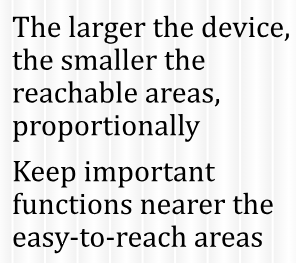 The larger the device,
the smaller the
reachable areas,
proportionally
Keep important
functions nearer the
easy-to-reach areas